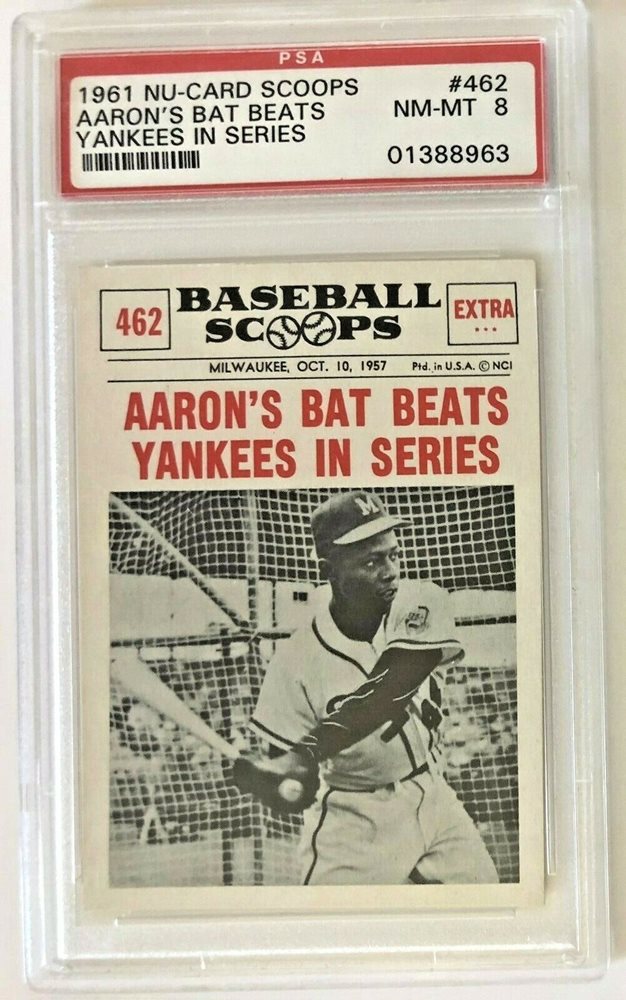 PSA
1961 NU-CARD SCOOPS #462
AARON'S BAT BEATS NM-MT 8
YANKEES IN SERIES
01388963
462 BASEBALL SCOOPS EXTRA
MILWAUKEE, OCT. 10, 1957 Ptd. in U.S.A. © NCI
AARON'S BAT BEATS
YANKEES IN SERIES
M